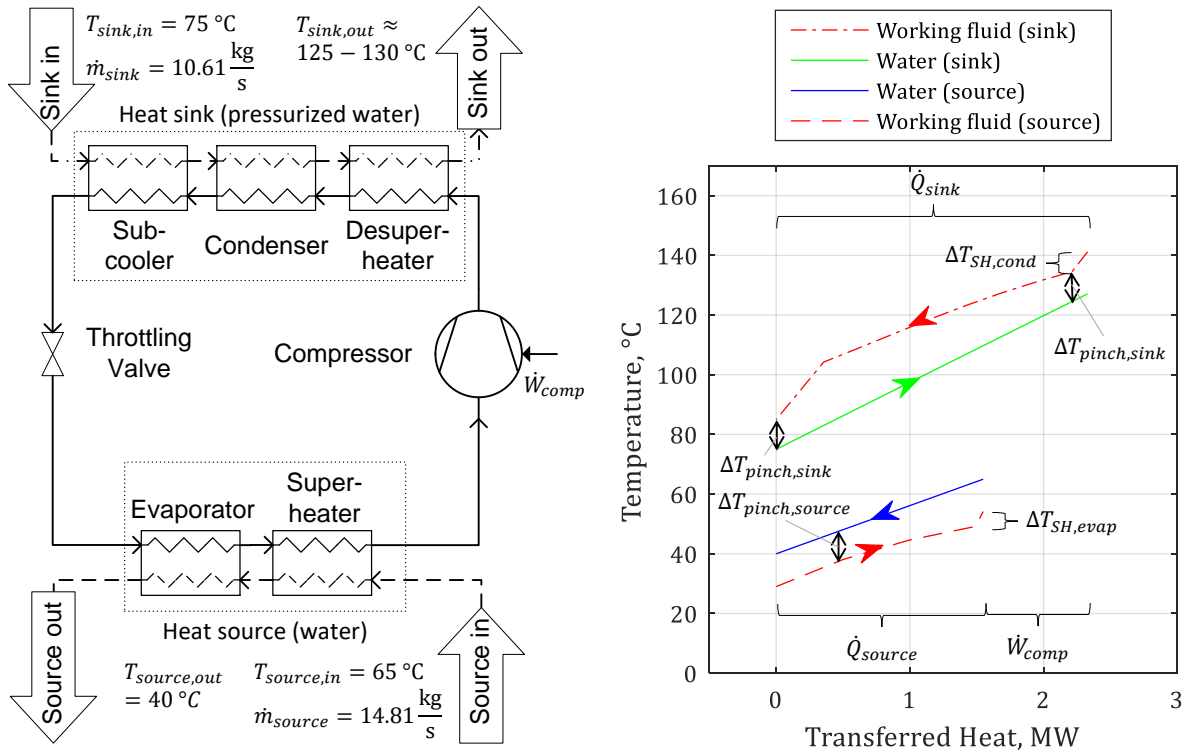 Sink in
T_sink,in = 75 °C
ṁ_sink = 10.61 kg/s
T_sink,out ≈
125 − 130 °C
Sink out
Heat sink (pressurized water)
Sub-
cooler
Condenser
Desuper-
heater
Throttling
Valve
Compressor
Ẇ_comp
Evaporator
Super-
heater
Heat source (water)
Source out
T_source,out
= 40 °C
T_source,in = 65 °C
ṁ_source = 14.81 kg/s
Source in
Working fluid (sink)
Water (sink)
Water (source)
Working fluid (source)
Temperature, °C
160
140
120
100
80
60
40
20
0
Q̇_sink
ΔT_SH,cond
ΔT_pinch,sink
ΔT_pinch,sink
ΔT_pinch,source
ΔT_SH,evap
Q̇_source
Ẇ_comp
0
1
2
3
Transferred Heat, MW